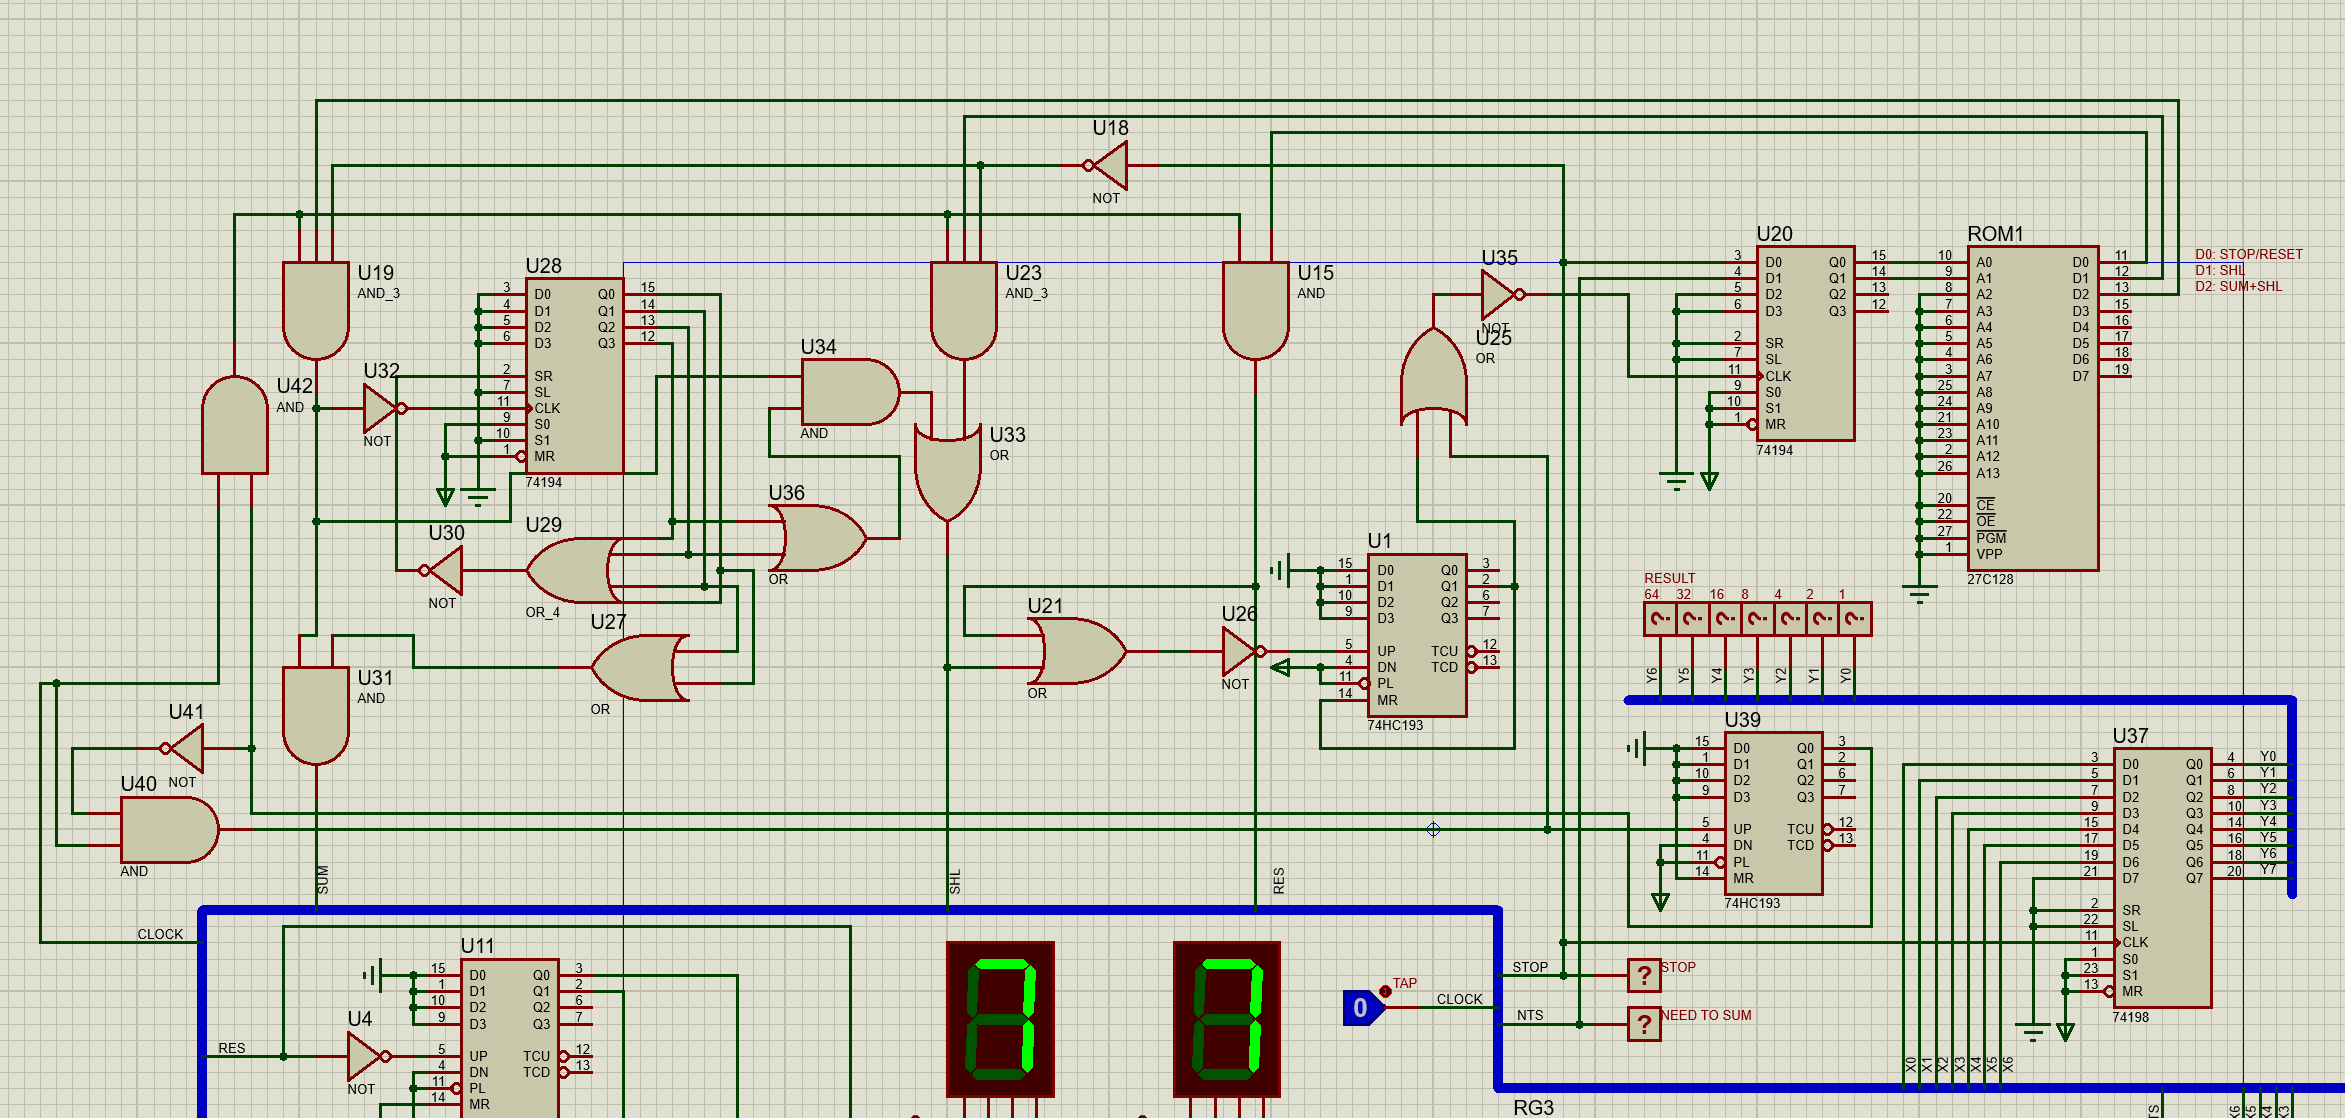 U18
NOT
U19
AND_3
U28
D0 D1 D2 D3 SR SL CLK S0 S1 MR
3 4 5 6 2 7 11 9 10 1
Q0 Q1 Q2 Q3
15 14 13 12
74194
U23
AND_3
U15
AND
U35
NOT
U25
OR
U20
D0 D1 D2 D3 SR SL CLK S0 S1 MR
3 4 5 6 2 7 11 9 10 1
Q0 Q1 Q2 Q3
15 14 13 12
74194
ROM1
A0 A1 A2 A3 A4 A5 A6 A7 A8 A9 A10 A11 A12 A13 CE OE PGM VPP
10 9 8 7 6 5 4 3 25 24 21 23 2 26 20 22 27 1
D0 D1 D2 D3 D4 D5 D6 D7
11 12 13 15 16 17 18 19
27C128
D0: STOP/RESET
D1: SHL
D2: SUM+SHL
U42
AND
U32
NOT
U34
AND
U33
OR
U36
OR
U30
NOT
U29
OR_4
U27
OR
U31
AND
U21
OR
U26
NOT
U1
D0 D1 D2 D3 UP DN PL MR
15 1 10 9 5 4 11 14
Q0 Q1 Q2 Q3 TCU TCD
3 2 6 7 12 13
74HC193
RESULT
64 32 16 8 4 2 1
? ? ? ? ? ? ?
Y6 Y5 Y4 Y3 Y2 Y1 Y0
U41
NOT
U40
AND
U39
D0 D1 D2 D3 UP DN PL MR
15 1 10 9 5 4 11 14
Q0 Q1 Q2 Q3 TCU TCD
3 2 6 7 12 13
74HC193
U37
D0 D1 D2 D3 D4 D5 D6 D7 SR SL CLK S0 S1 MR
3 5 7 9 15 17 19 21 2 22 11 1 23 13
Q0 Q1 Q2 Q3 Q4 Q5 Q6 Q7
4 6 8 10 14 16 18 20
Y0 Y1 Y2 Y3 Y4 Y5 Y6 Y7
74198
SUM
SHL
RES
CLOCK
U11
D0 D1 D2 D3 UP DN PL MR
15 1 10 9 5 4 11 14
Q0 Q1 Q2 Q3 TCU TCD
3 2 6 7 12 13
U4
NOT
RES
7 7
0
TAP
CLOCK
STOP
? STOP
NTS
? NEED TO SUM
X0 X1 X2 X3 X4 X5 X6
RG3
X6 X5 X4 X3